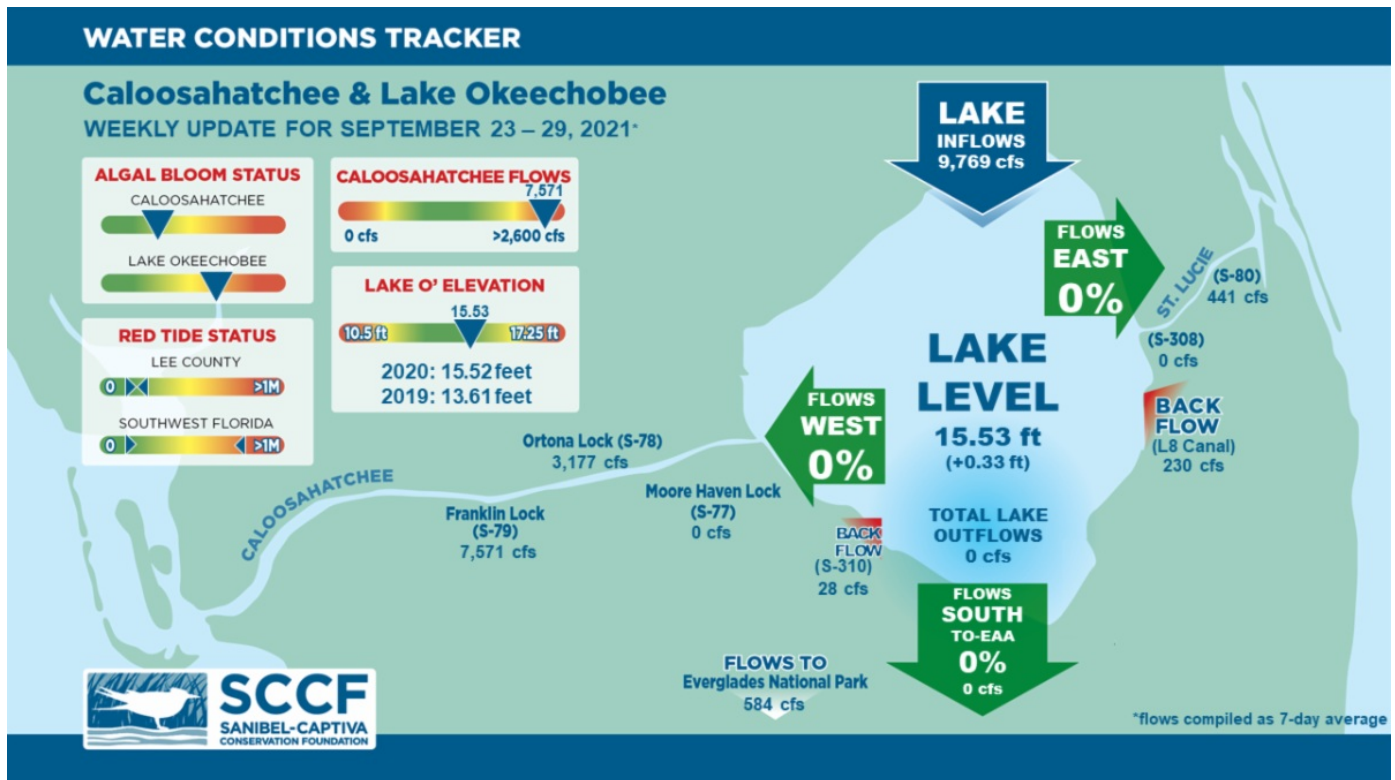 WATER CONDITIONS TRACKER
Caloosahatchee & Lake Okeechobee
WEEKLY UPDATE FOR SEPTEMBER 23 – 29, 2021*
ALGAL BLOOM STATUS
CALOOSAHATCHEE
LAKE OKEECHOBEE
RED TIDE STATUS
LEE COUNTY
0 >1M
SOUTHWEST FLORIDA
0 >1M
CALOOSAHATCHEE FLOWS
7,571
0 cfs >2,600 cfs
LAKE O' ELEVATION
15.53
10.5 ft 17.25 ft
2020: 15.52 feet
2019: 13.61 feet
LAKE
INFLOWS
9,769 cfs
FLOWS
EAST
0%
ST. LUCIE
(S-80)
441 cfs
(S-308)
0 cfs
BACK
FLOW
(L8 Canal)
230 cfs
LAKE
LEVEL
15.53 ft
(+0.33 ft)
TOTAL LAKE
OUTFLOWS
0 cfs
FLOWS
WEST
0%
Ortona Lock (S-78)
3,177 cfs
Moore Haven Lock
(S-77)
0 cfs
CALOOSAHATCHEE
Franklin Lock
(S-79)
7,571 cfs
BACK
FLOW
(S-310)
28 cfs
FLOWS
SOUTH
TO-EAA
0%
0 cfs
FLOWS TO
Everglades National Park
584 cfs
SCCF
SANIBEL-CAPTIVA
CONSERVATION FOUNDATION
*flows compiled as 7-day average